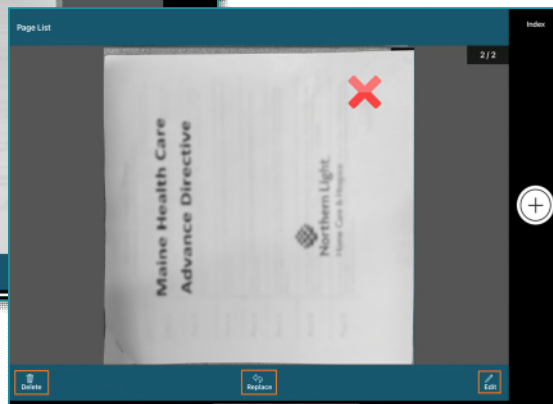 Page List
Index
2/2
Maine Health Care
Advance Directive
Northern Light
Home Care & Hospice
Delete
Replace
Edit